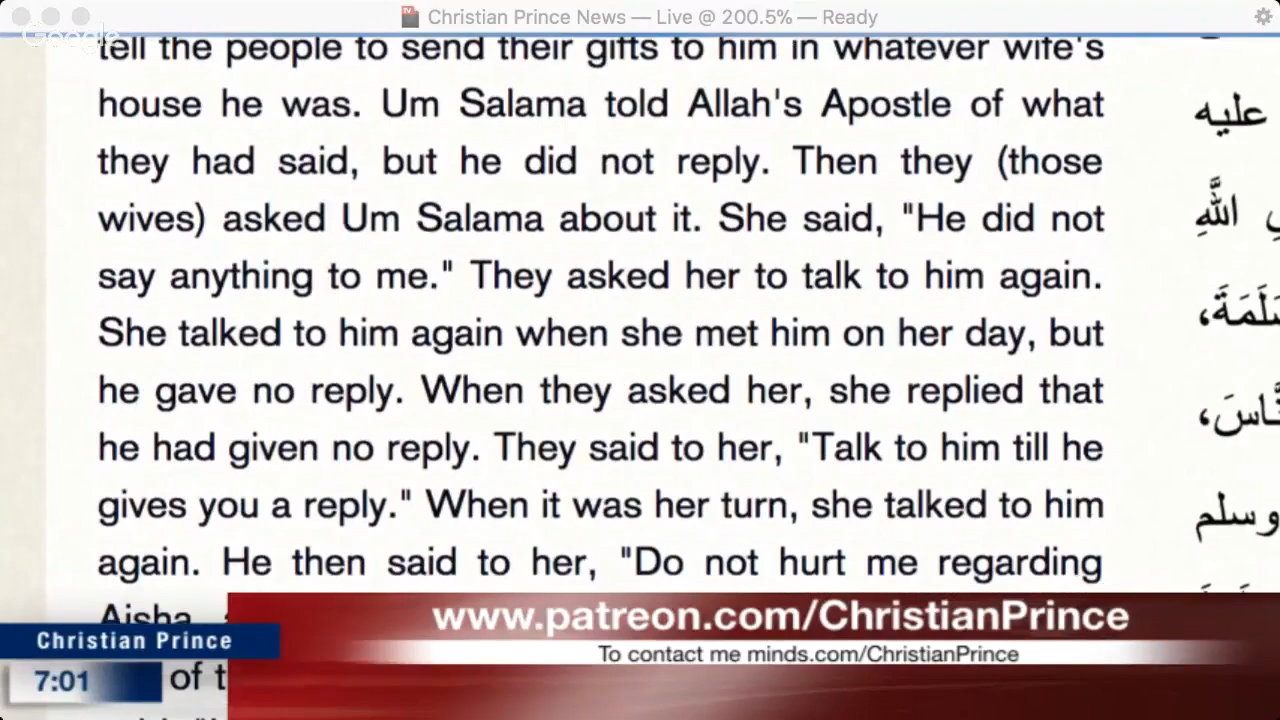 Christian Prince News — Live @ 200.5% — Ready
Google
tell the people to send their gifts to him in whatever wife's
house he was. Um Salama told Allah's Apostle of what
they had said, but he did not reply. Then they (those
wives) asked Um Salama about it. She said, "He did not
say anything to me." They asked her to talk to him again.
She talked to him again when she met him on her day, but
he gave no reply. When they asked her, she replied that
he had given no reply. They said to her, "Talk to him till he
gives you a reply." When it was her turn, she talked to him
again. He then said to her, "Do not hurt me regarding
Aisha
of
عليه
اللَّهِ
وسلم
www.patreon.com/ChristianPrince
To contact me minds.com/ChristianPrince
Christian Prince
7:01